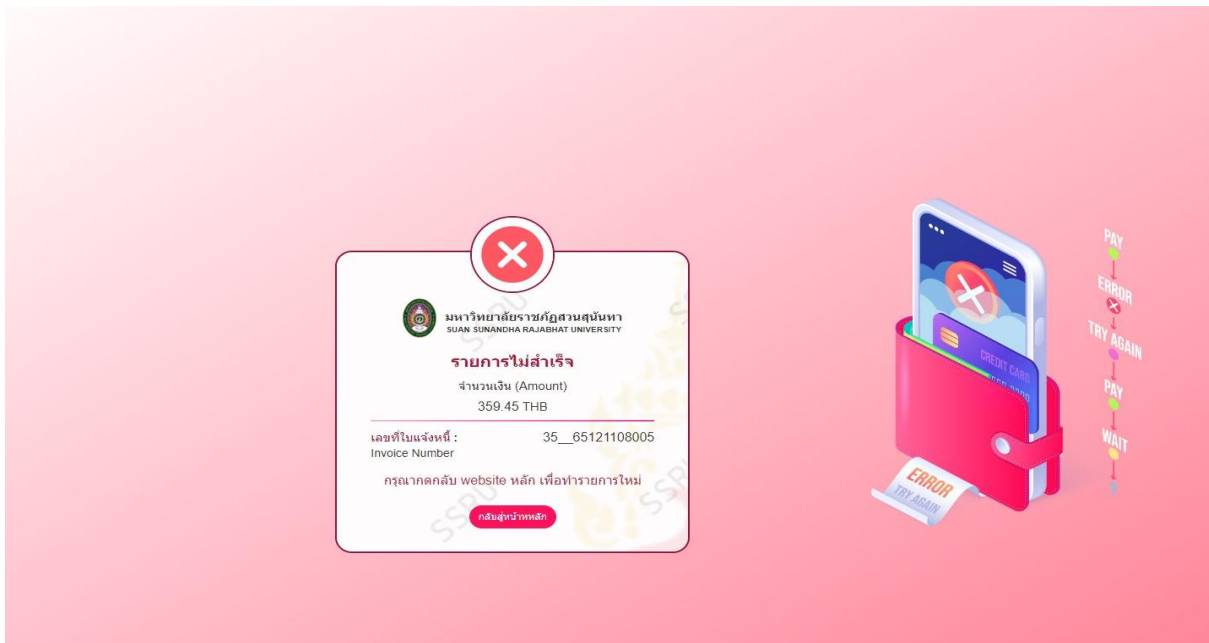 มหาวิทยาลัยราชภัฏสวนสุนันทา
SUAN SUNANDHA RAJABHAT UNIVERSITY
รายการไม่สำเร็จ
จำนวนเงิน (Amount)
359.45 THB
เลขที่ใบแจ้งหนี้ : 35__65121108005
Invoice Number
กรุณากดกลับ website หลัก เพื่อทำรายการใหม่
กลับสู่หน้าหลัก
SSRU
SSRU
SSRU
CREDIT CARD
ERROR
TRY AGAIN
PAY
ERROR
TRY AGAIN
PAY
WAIT